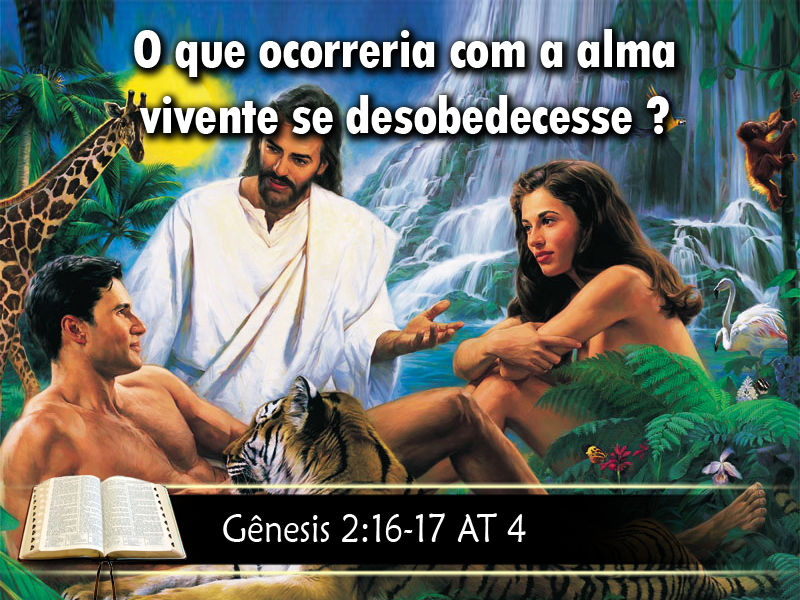 O que ocorreria com a alma
vivente se desobedecesse ?
Gênesis 2:16-17 AT 4